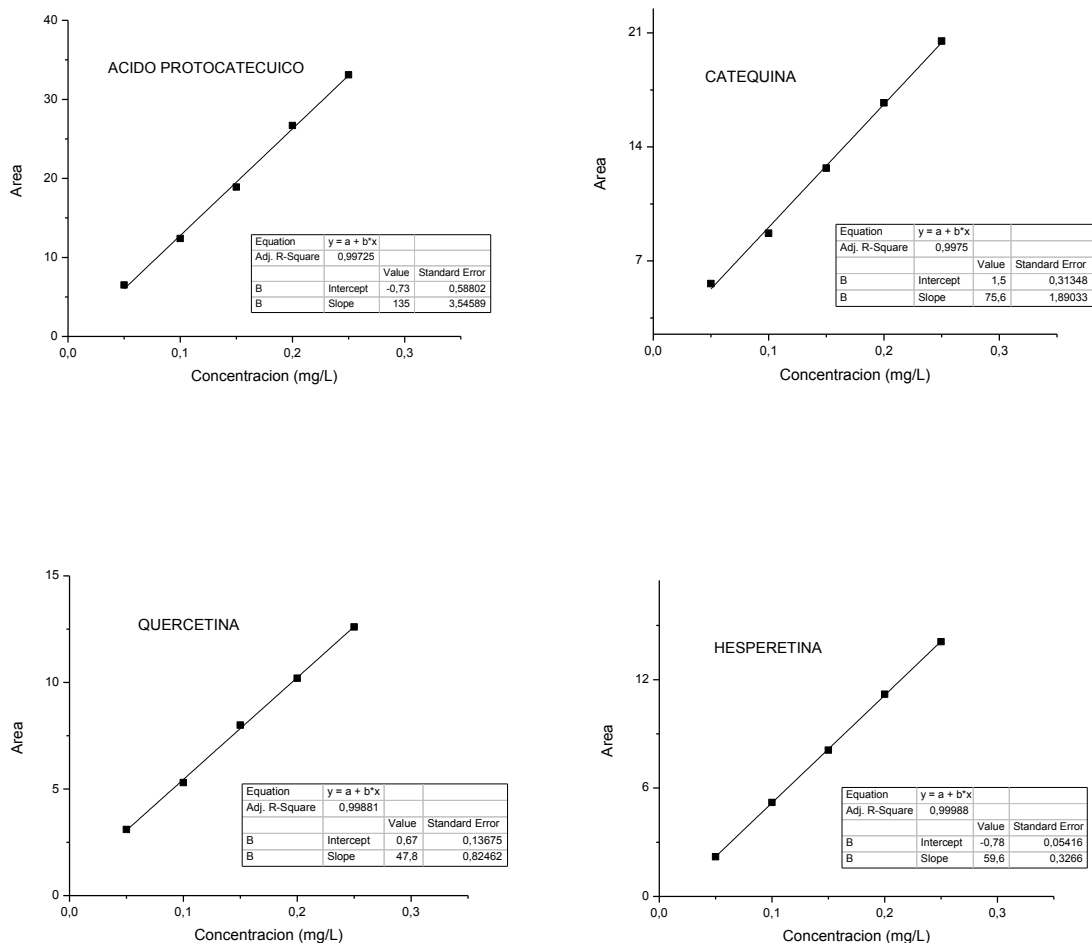 ACIDO PROTOCATECUICO
40
30
20
10
0
Area
0,0 0,1 0,2 0,3
Concentracion (mg/L)
Equation y = a + b*x
Adj. R-Square 0,99725
Value Standard Error
B Intercept -0,73 0,58802
B Slope 135 3,54589
CATEQUINA
21
14
7
Area
0,0 0,1 0,2 0,3
Concentracion (mg/L)
Equation y = a + b*x
Adj. R-Square 0,9975
Value Standard Error
B Intercept 1,5 0,31348
B Slope 75,6 1,89033
QUERCETINA
15
10
5
0
Area
0,0 0,1 0,2 0,3
Concentracion (mg/L)
Equation y = a + b*x
Adj. R-Square 0,99881
Value Standard Error
B Intercept 0,67 0,13675
B Slope 47,8 0,82462
HESPERETINA
12
6
0
Area
0,0 0,1 0,2 0,3
Concentracion (mg/L)
Equation y = a + b*x
Adj. R-Square 0,99988
Value Standard Error
B Intercept -0,78 0,05416
B Slope 59,6 0,3266